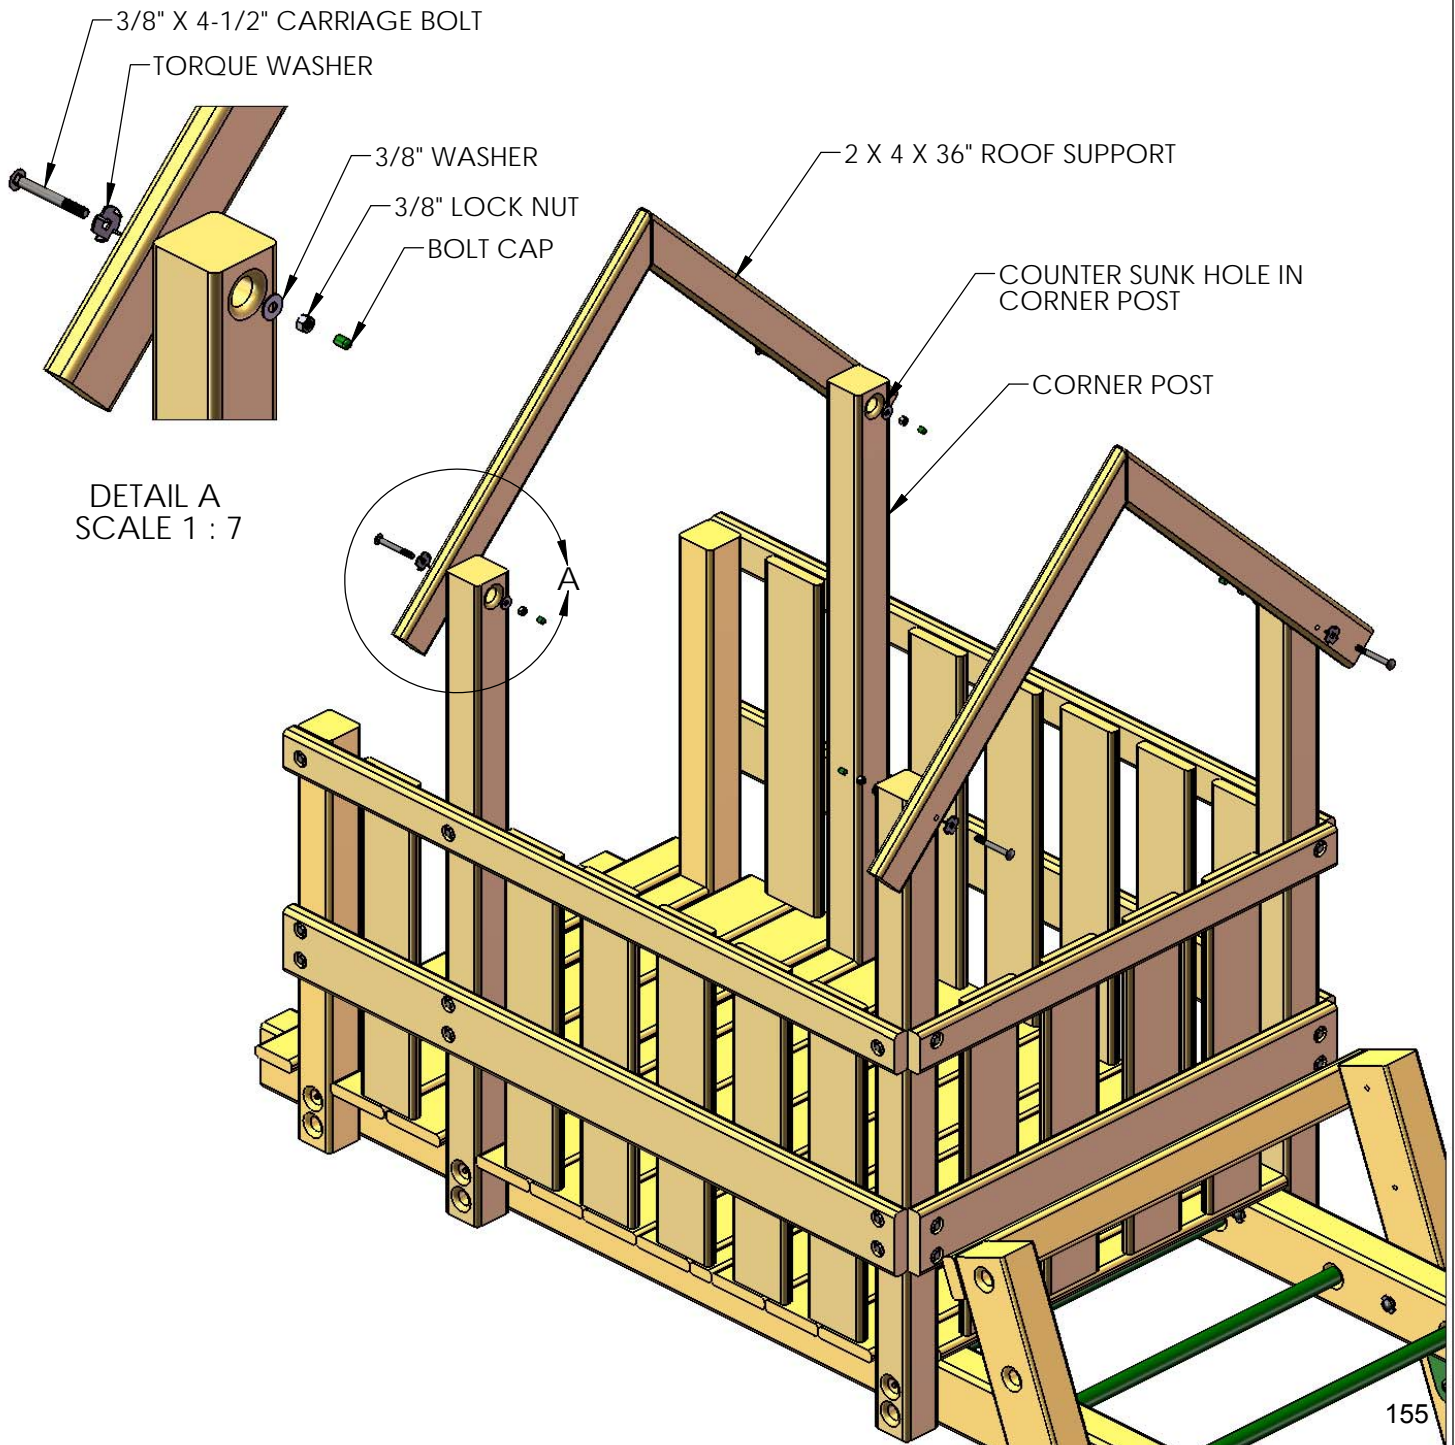 3/8" X 4-1/2" CARRIAGE BOLT
TORQUE WASHER
3/8" WASHER
3/8" LOCK NUT
BOLT CAP
2 X 4 X 36" ROOF SUPPORT
COUNTER SUNK HOLE IN
CORNER POST
CORNER POST
DETAIL A
SCALE 1 : 7
A
155